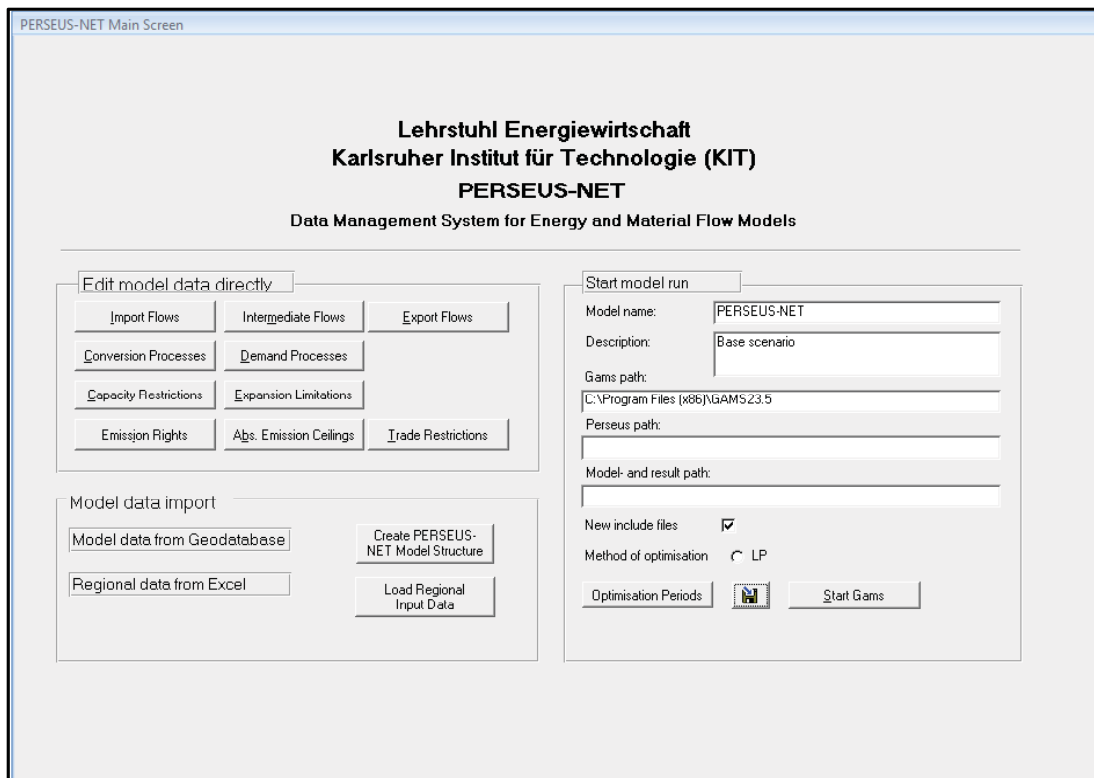 PERSEUS-NET Main Screen
Lehrstuhl Energiewirtschaft
Karlsruher Institut für Technologie (KIT)
PERSEUS-NET
Data Management System for Energy and Material Flow Models
Edit model data directly
Import Flows
Intermediate Flows
Export Flows
Conversion Processes
Demand Processes
Capacity Restrictions
Expansion Limitations
Emission Rights
Abs. Emission Ceilings
Trade Restrictions
Model data import
Model data from Geodatabase
Create PERSEUS-
NET Model Structure
Regional data from Excel
Load Regional
Input Data
Start model run
Model name:
PERSEUS-NET
Description:
Base scenario
Gams path:
C:\Program Files (x86)\GAMS23.5
Perseus path:
Model- and result path:
New include files
Method of optimisation
LP
Optimisation Periods
Start Gams